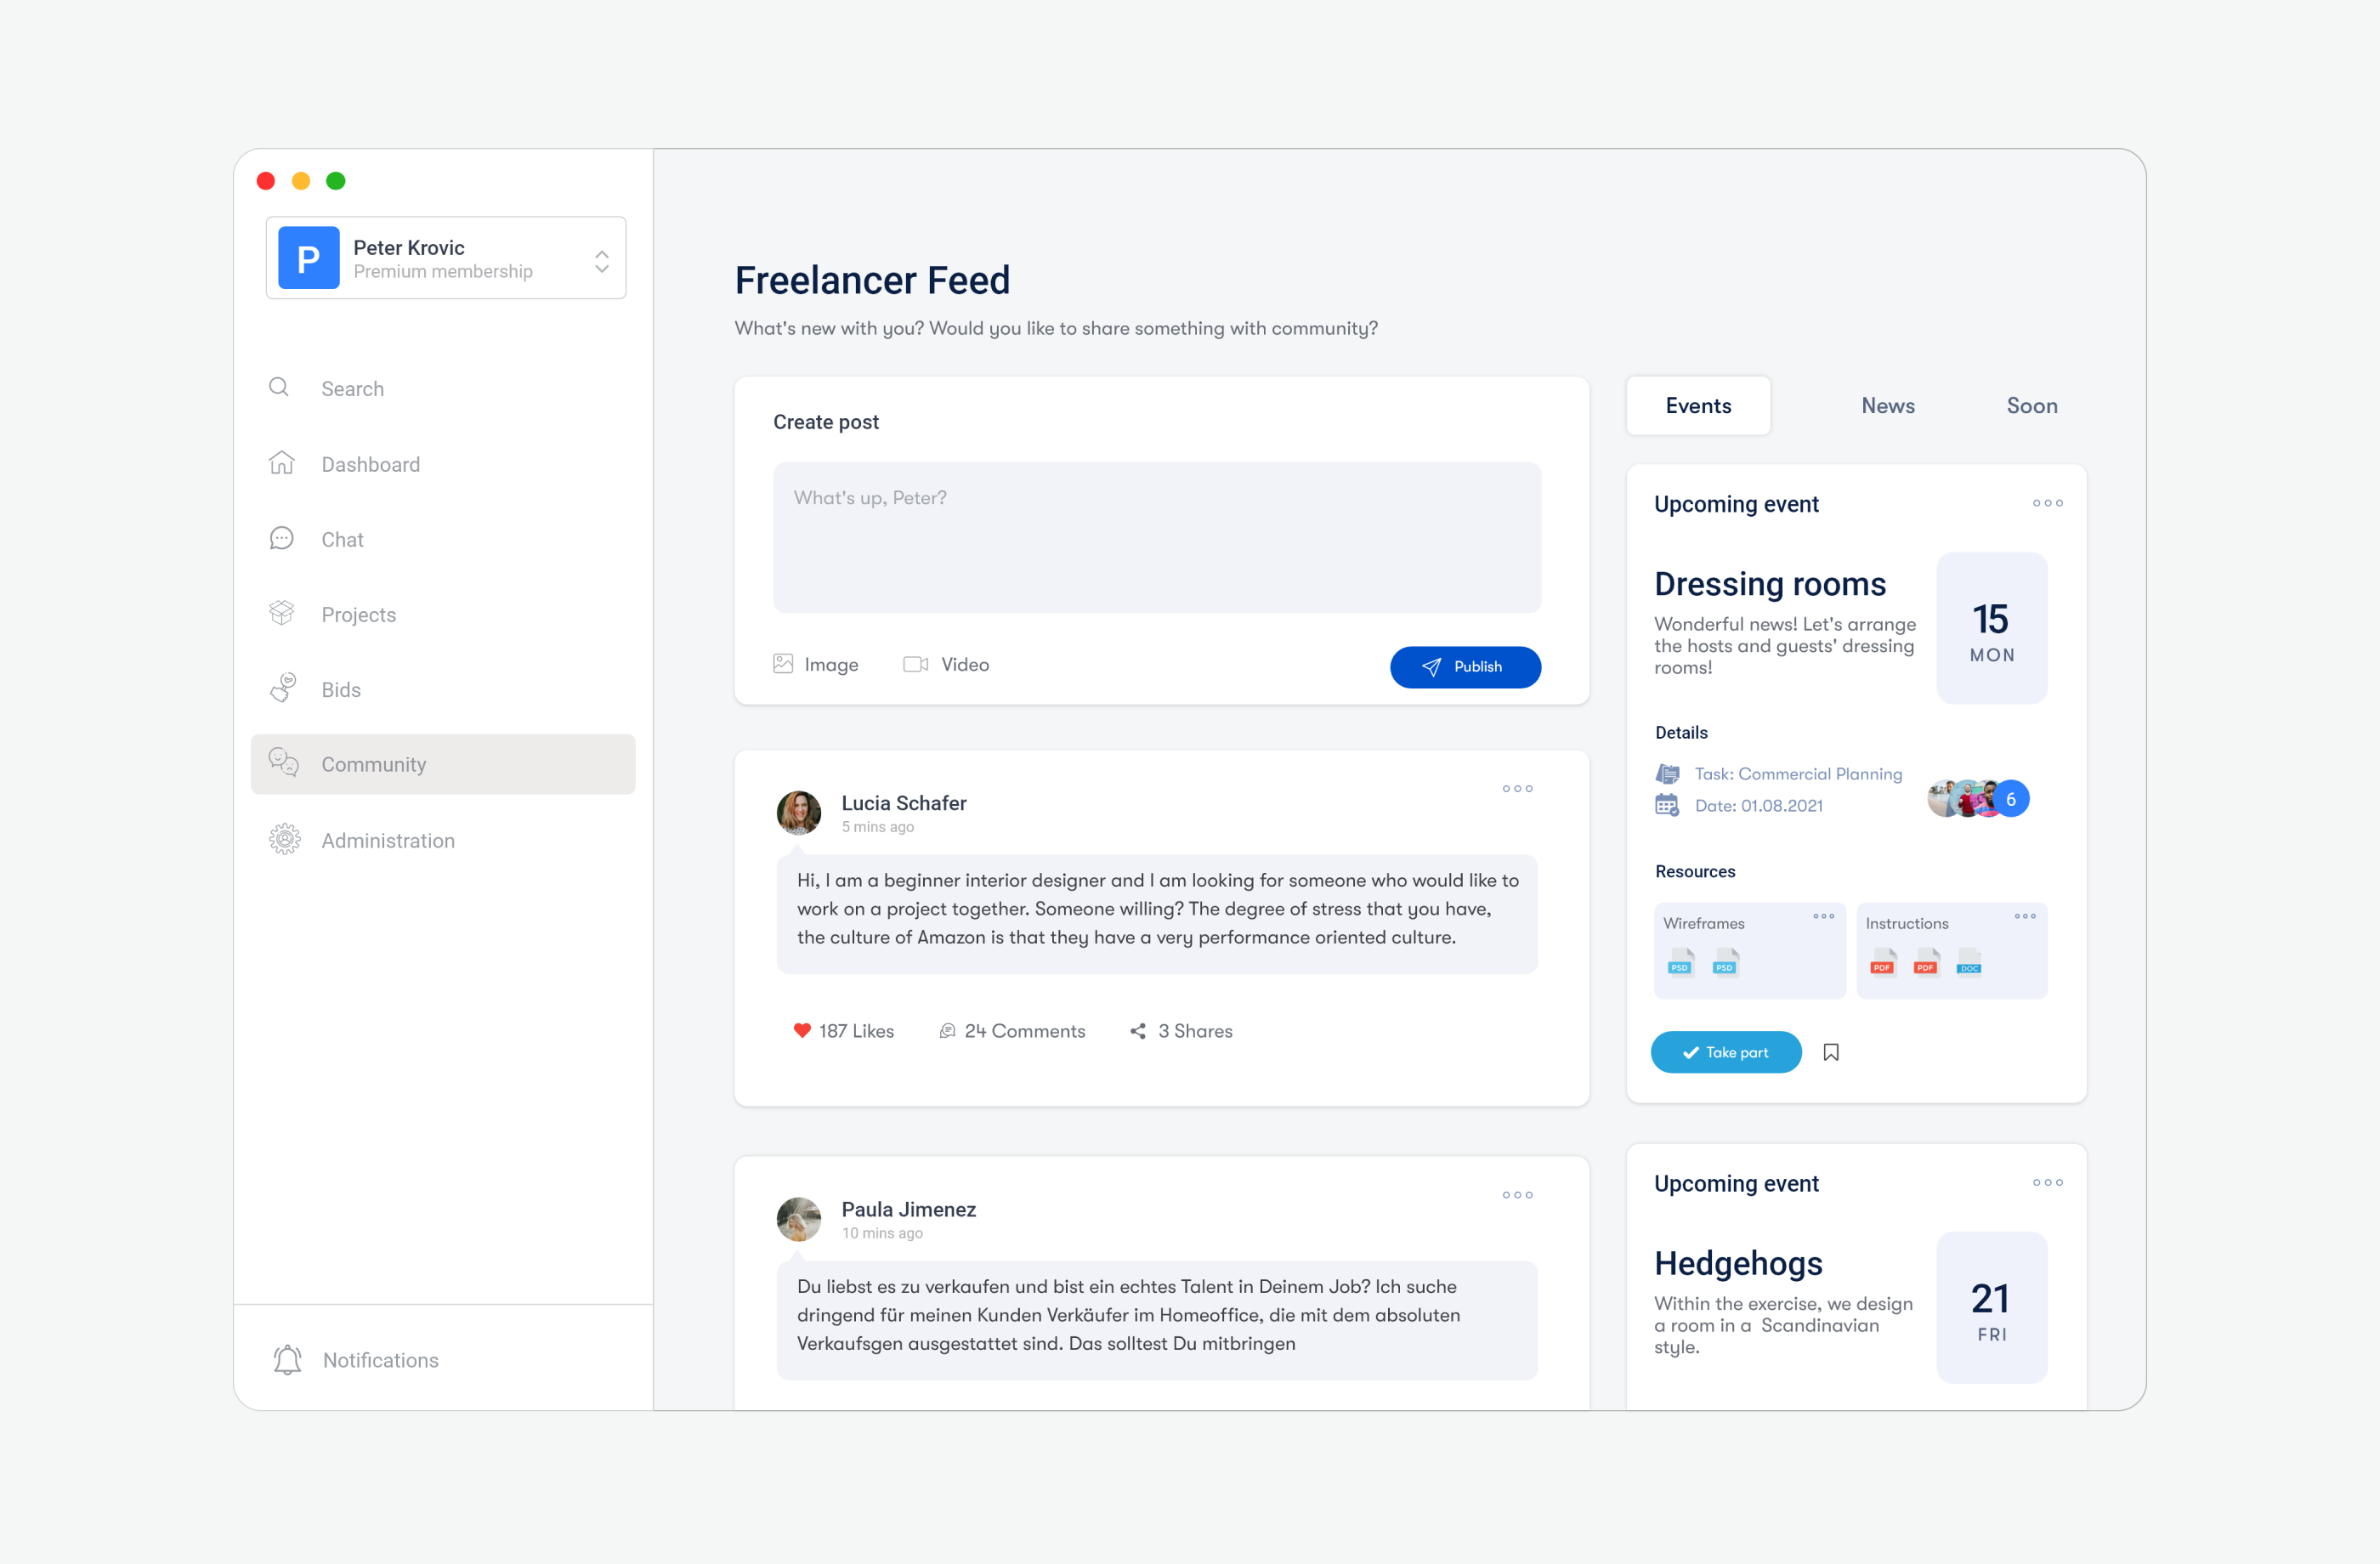 P
Peter Krovic
Premium membership
Search
Dashboard
Chat
Projects
Bids
Community
Administration
Notifications
Freelancer Feed
What's new with you? Would you like to share something with community?
Create post
What's up, Peter?
Image
Video
Publish
Lucia Schafer
5 mins ago
Hi, I am a beginner interior designer and I am looking for someone who would like to
work on a project together. Someone willing? The degree of stress that you have,
the culture of Amazon is that they have a very performance oriented culture.
187 Likes
24 Comments
3 Shares
Paula Jimenez
10 mins ago
Du liebst es zu verkaufen und bist ein echtes Talent in Deinem Job? Ich suche
dringend für meinen Kunden Verkäufer im Homeoffice, die mit dem absoluten
Verkaufsgen ausgestattet sind. Das solltest Du mitbringen
Events
News
Soon
Upcoming event
Dressing rooms
Wonderful news! Let's arrange
the hosts and guests' dressing
rooms!
15
MON
Details
Task: Commercial Planning
Date: 01.08.2021
6
Resources
Wireframes
PSD
PSD
Instructions
PDF
PDF
DOC
Take part
Upcoming event
Hedgehogs
Within the exercise, we design
a room in a  Scandinavian
style.
21
FRI